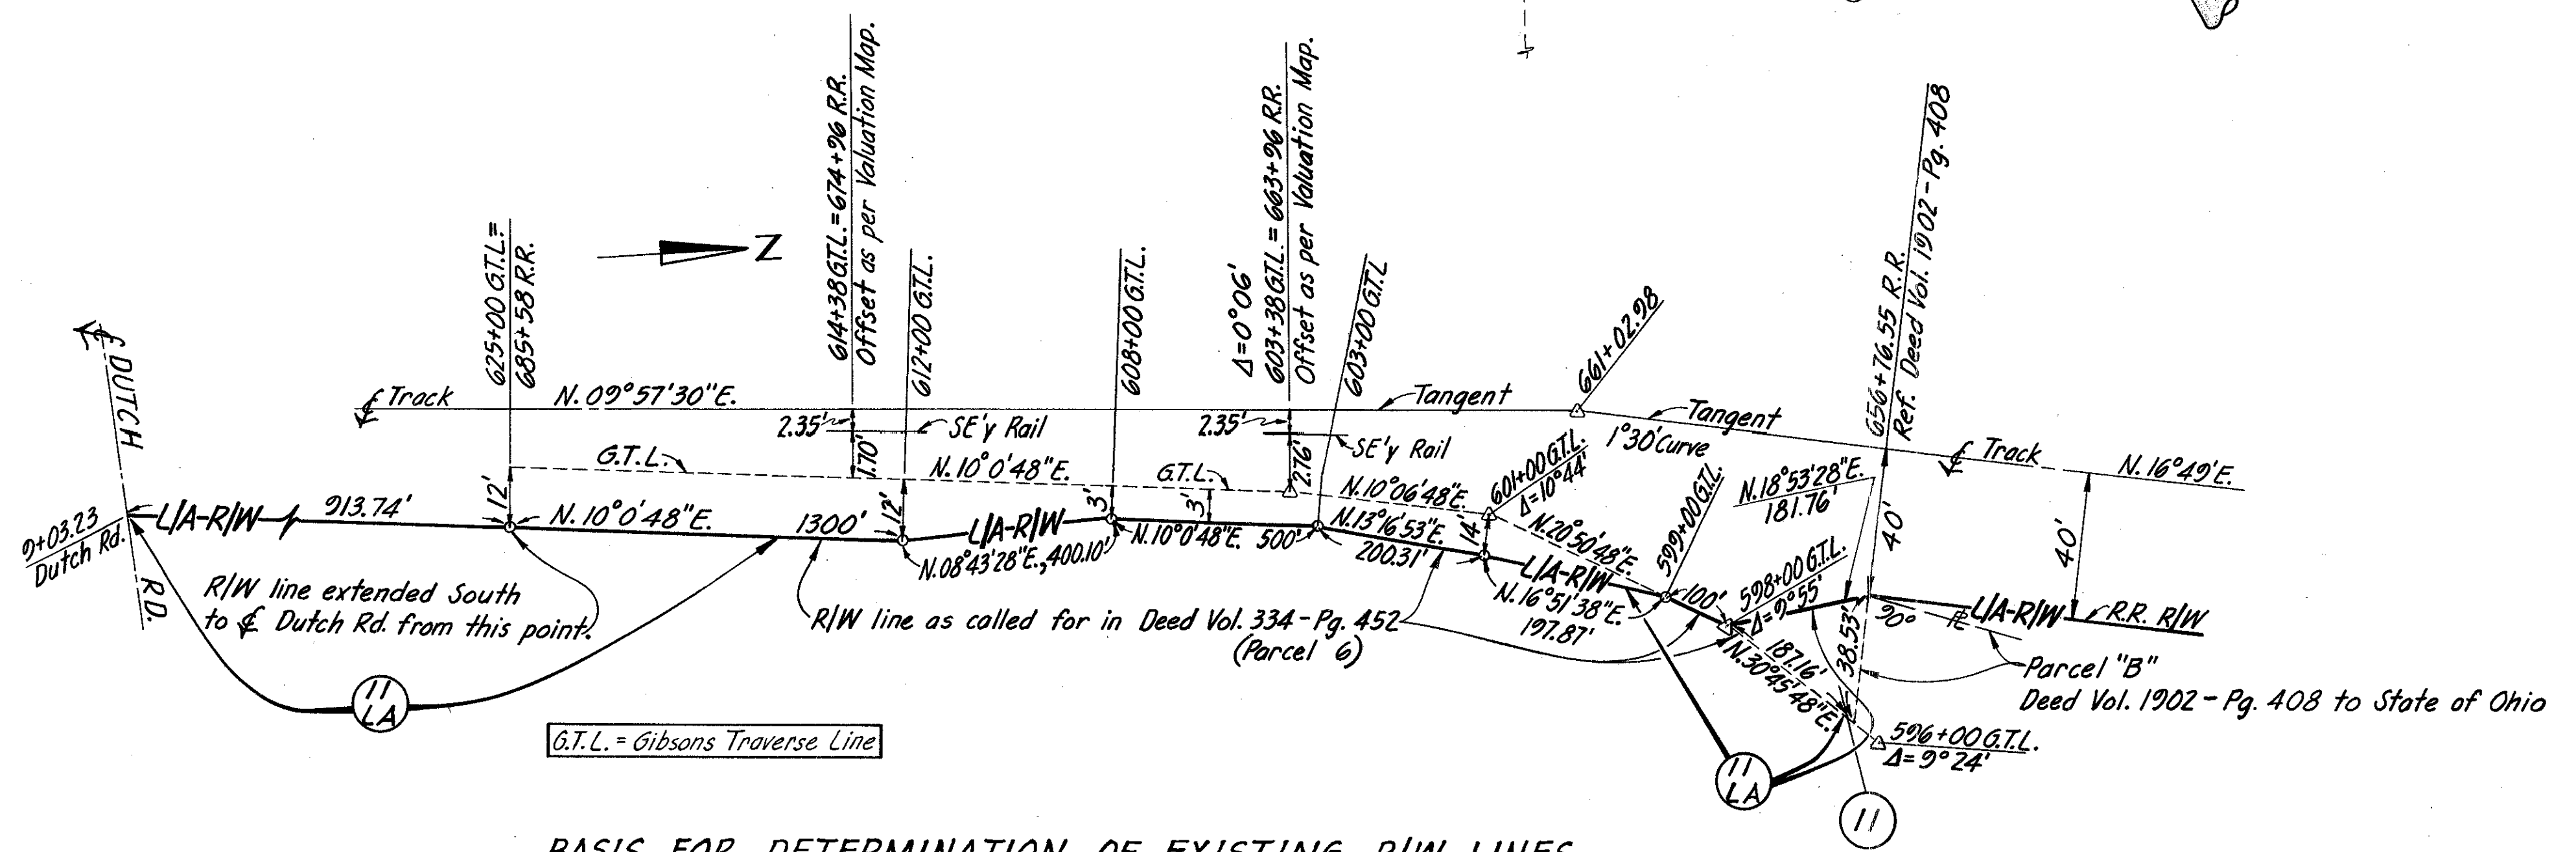 625+00 G.T.L.=
685+58 R.R.
614+38 G.T.L. = 674+96 R.R.
Offset as per Valuation Map.
612+00 G.T.L.
608+00 G.T.L.
Δ=0°06'
603+38 G.T.L. = 663+96 R.R.
Offset as per Valuation Map.
603+00 G.T.L
661+02.98
656+76.55 R.R.
Ref. Deed Vol. 1902 - Pg. 408
Z
℄ DUTCH
RD.
℄ Track
N. 09°57'30"E.
2.35'
SE'y Rail
1.70'
2.35'
SE'y Rail
2.76'
Tangent
Tangent
1°30' Curve
℄ Track
N. 16°49'E.
G.T.L.
N. 10°0'48"E.
G.T.L.
N. 10°06'48"E.
601+00 G.T.L.
Δ=10°44'
N. 20°50'48"E.
599+00 G.T.L.
N. 18°53'28"E.
181.76'
40'
40'
9+03.23
Dutch Rd.
L/A-R/W
913.74'
12'
N. 10°0'48"E.
1300'
12'
L/A-R/W
N. 08°43'28"E., 400.10'
3'
3'
N. 10°0'48"E. 500'
N. 13°16'53"E.
200.31'
14'
L/A-R/W
N. 16°51'38"E.
197.87'
100'
598+00 G.T.L.
Δ=9°55'
187.16'
N. 30°45'48"E.
38.53'
90°
℄
L/A-R/W
R.R. R/W
R/W line extended South
to ℄ Dutch Rd. from this point.
R/W line as called for in Deed Vol. 334 - Pg. 452
(Parcel 6)
Parcel "B"
Deed Vol. 1902 - Pg. 408 to State of Ohio
596+00 G.T.L.
Δ=9°24'
11
LA
11
LA
11
G.T.L. = Gibsons Traverse Line
BASIS FOR DETERMINATION OF EXISTING R/W LINES